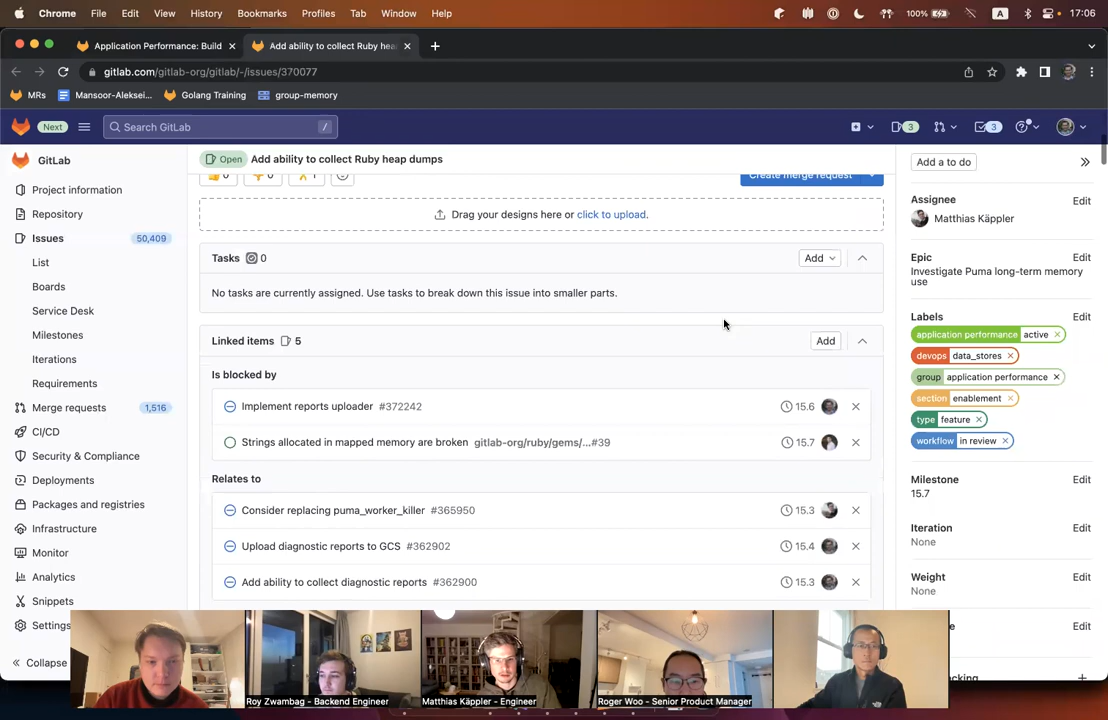 Chrome File Edit View History Bookmarks Profiles Tab Window Help 100% A 17:06
Application Performance: Build Add ability to collect Ruby hea
gitlab.com/gitlab-org/gitlab/-/issues/370077
MRs Mansoor-Aleksei... Golang Training group-memory
Next Search GitLab / 3 3
GitLab
Project information
Repository
Issues 50,409
List
Boards
Service Desk
Milestones
Iterations
Requirements
Merge requests 1,516
CI/CD
Security & Compliance
Deployments
Packages and registries
Infrastructure
Monitor
Analytics
Snippets
Settings
Collapse
Open Add ability to collect Ruby heap dumps
0 0 1 Create merge request
Drag your designs here or click to upload.
Tasks 0 Add
No tasks are currently assigned. Use tasks to break down this issue into smaller parts.
Linked items 5 Add
Is blocked by
Implement reports uploader #372242 15.6
Strings allocated in mapped memory are broken gitlab-org/ruby/gems/...#39 15.7
Relates to
Consider replacing puma_worker_killer #365950 15.3
Upload diagnostic reports to GCS #362902 15.4
Add ability to collect diagnostic reports #362900 15.3
Add a to do
Assignee Edit
Matthias Käppler
Epic Edit
Investigate Puma long-term memory
use
Labels Edit
application performance active
devops data_stores
group application performance
section enablement
type feature
workflow in review
Milestone Edit
15.7
Iteration Edit
None
Weight Edit
None
Edit
Roy Zwambag - Backend Engineer
Matthias Käppler - Engineer
Roger Woo - Senior Product Manager